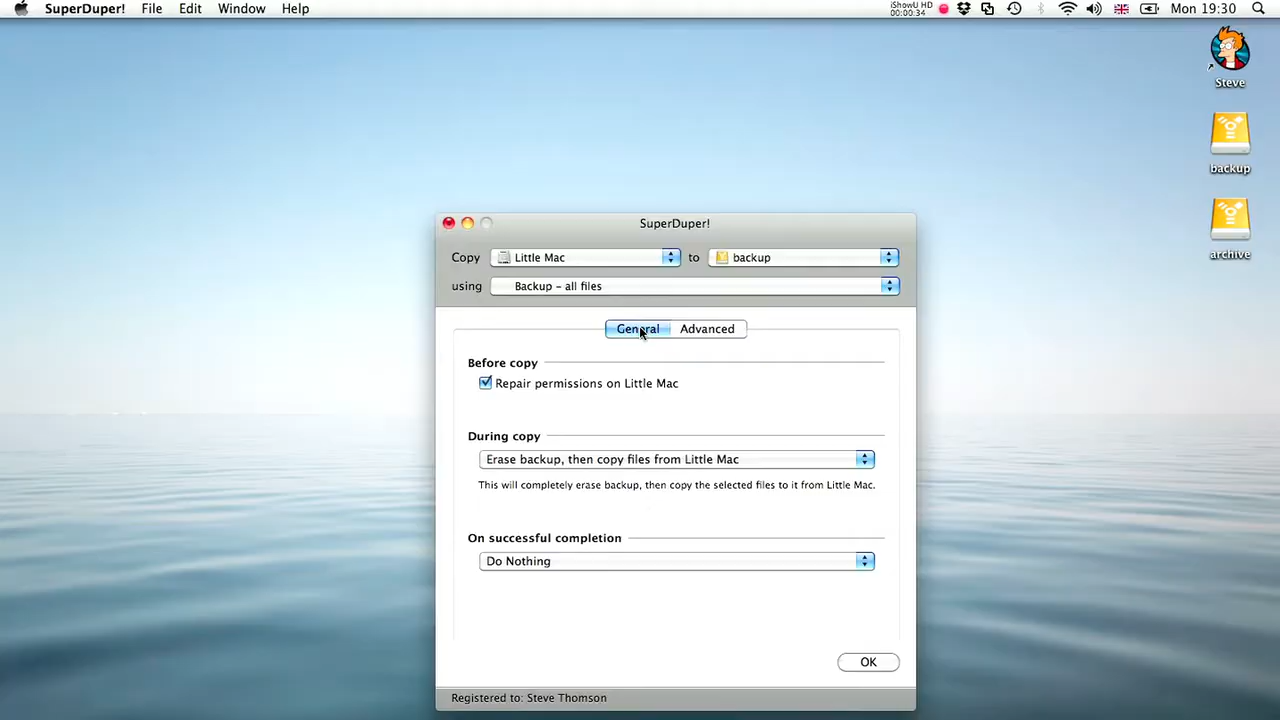 SuperDuper! File Edit Window Help
iShowU HD
00:00:34
Mon 19:30
Steve
backup
archive
SuperDuper!
Copy Little Mac to backup
using Backup – all files
General Advanced
Before copy
Repair permissions on Little Mac
During copy
Erase backup, then copy files from Little Mac
This will completely erase backup, then copy the selected files to it from Little Mac.
On successful completion
Do Nothing
OK
Registered to: Steve Thomson